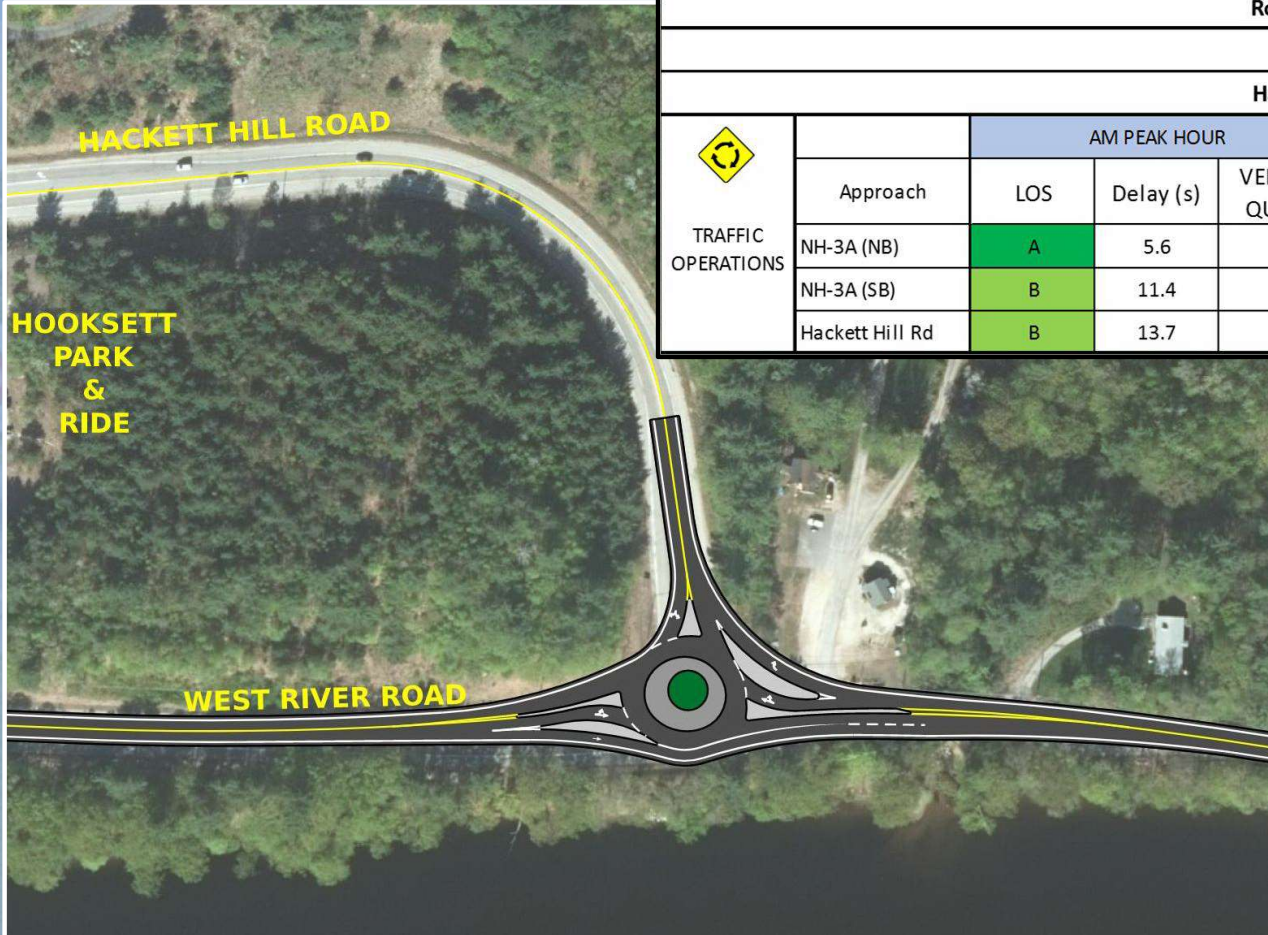 HACKETT HILL ROAD
HOOKSETT
PARK
&
RIDE
WEST RIVER ROAD
AM PEAK HOUR
Approach LOS Delay (s)
TRAFFIC
OPERATIONS
NH-3A (NB) A 5.6
NH-3A (SB) B 11.4
Hackett Hill Rd B 13.7